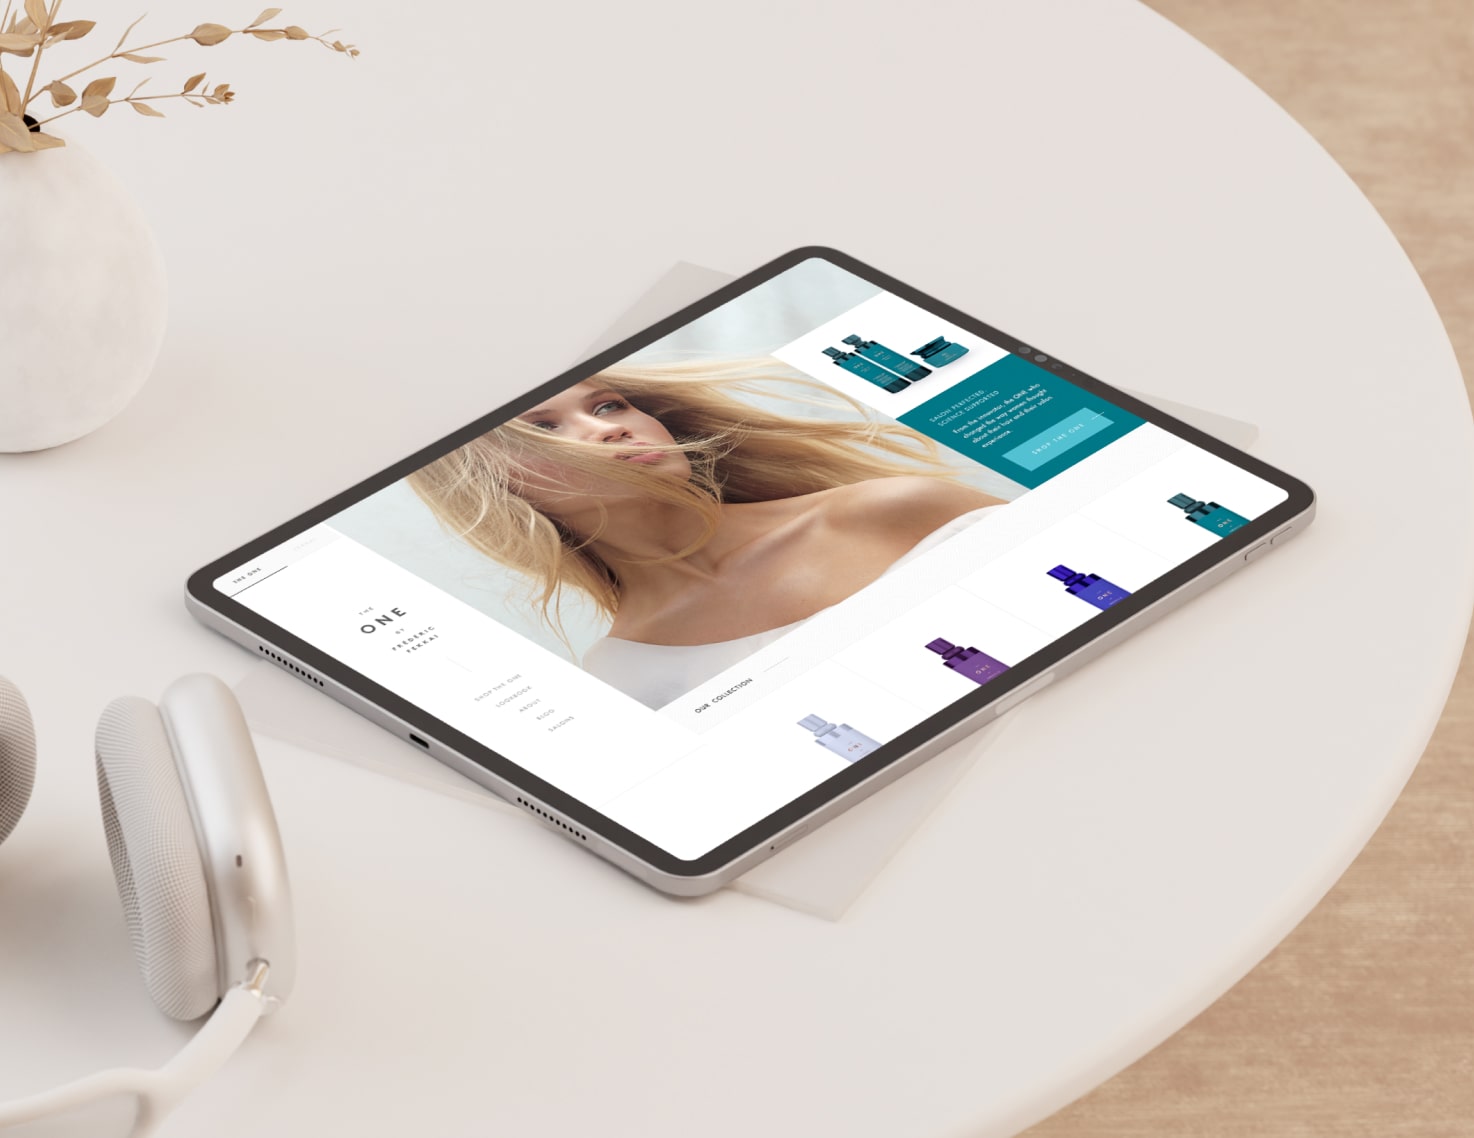 THE ONE
FEKKAI
THE
ONE
BY
FRÉDÉRIC
FEKKAI
SHOP THE ONE
LOOKBOOK
ABOUT
BLOG
SALONS
SALON PERFECTED.
SCIENCE SUPPORTED
From the innovator, the ONE who
changed the way women thought
about their hair and their salon
experience.
SHOP THE ONE
OUR COLLECTION
ONE
ONE
ONE
ONE